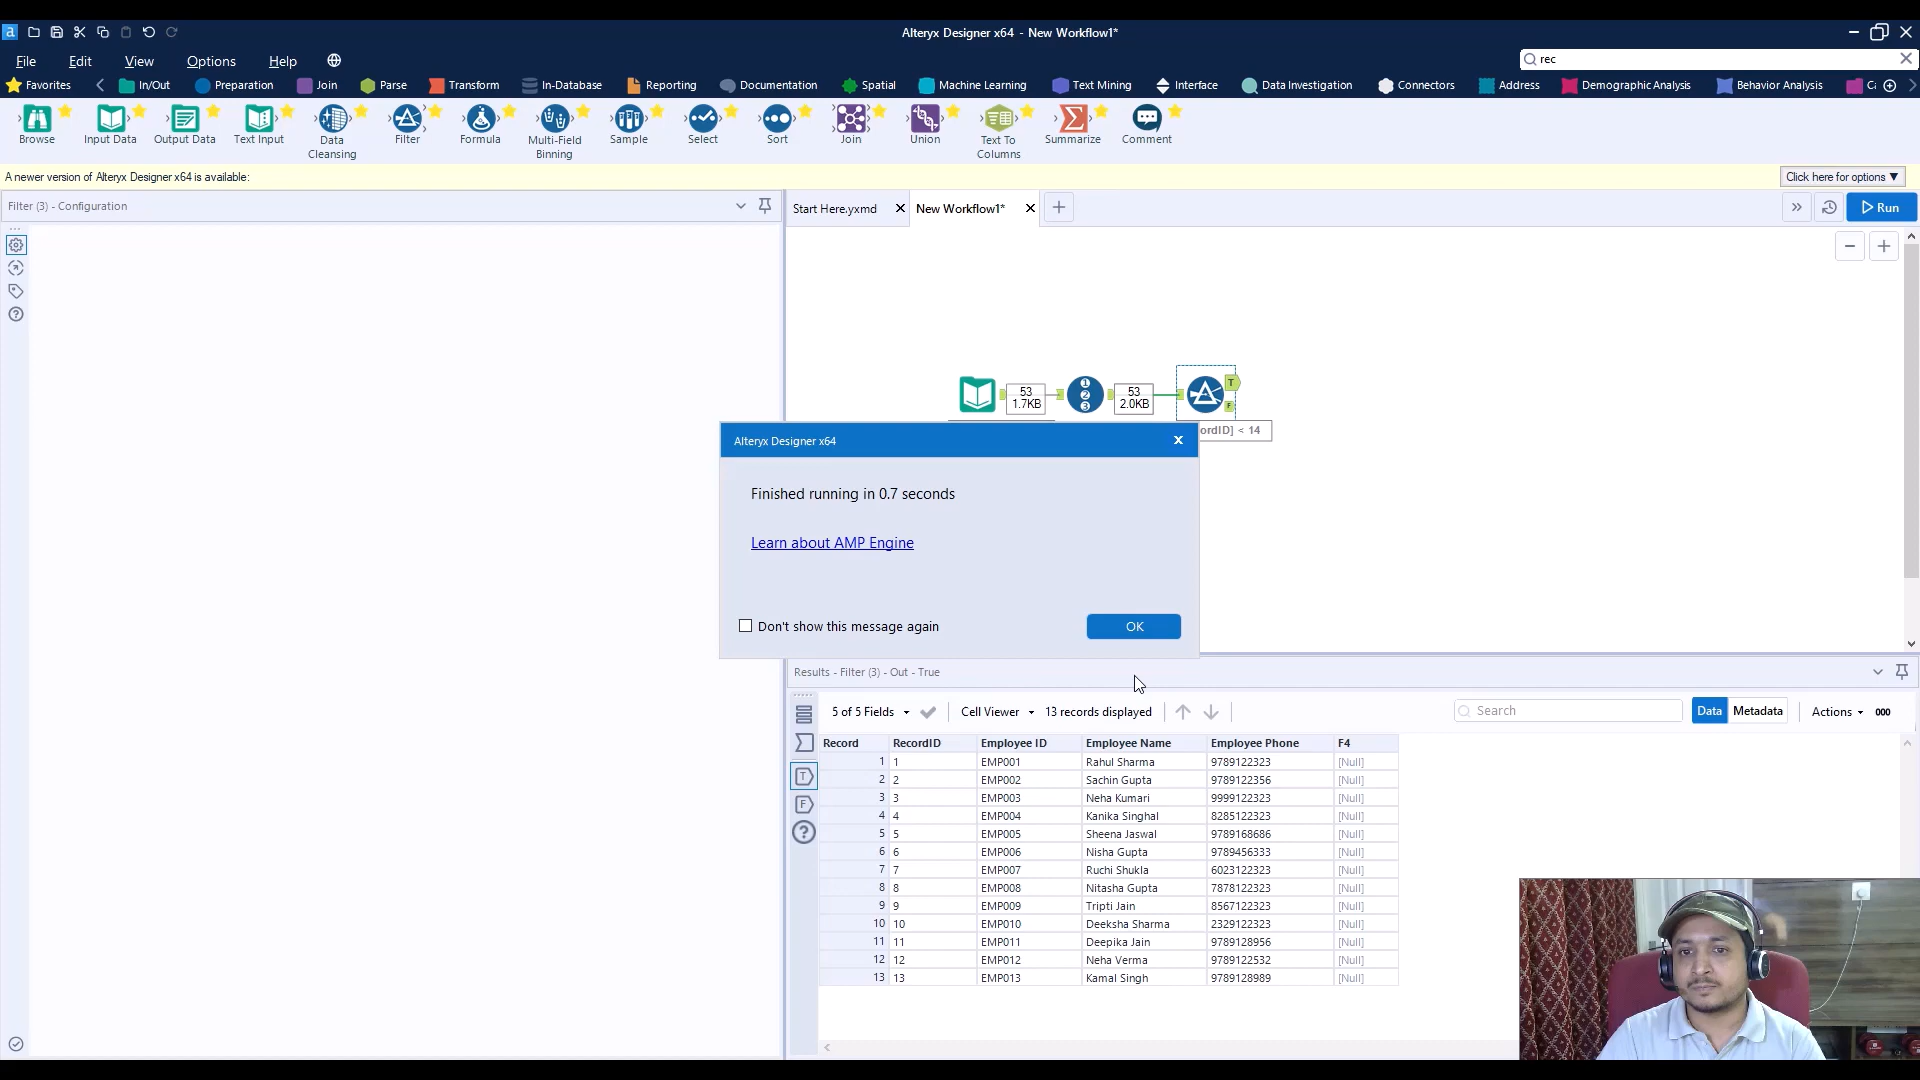 a
Alteryx Designer x64 - New Workflow1*
File Edit View Options Help
rec
Favorites In/Out Preparation Join Parse Transform In-Database Reporting Documentation Spatial Machine Learning Text Mining Interface Data Investigation Connectors Address Demographic Analysis Behavior Analysis
Browse Input Data Output Data Text Input Data Cleansing Filter Formula Multi-Field Binning Sample Select Sort Join Union Text To Columns Summarize Comment
A newer version of Alteryx Designer x64 is available:
Click here for options ▼
Filter (3) - Configuration
Start Here.yxmd New Workflow1*
Run
53
1.7KB
1
2
3
53
2.0KB
T
F
ordID] < 14
Alteryx Designer x64
Finished running in 0.7 seconds
Learn about AMP Engine
Don't show this message again
OK
Results - Filter (3) - Out - True
5 of 5 Fields Cell Viewer 13 records displayed
Search
Data Metadata Actions 000
T
F
Record RecordID Employee ID Employee Name Employee Phone F4
1 1 EMP001 Rahul Sharma 9789122323 [Null]
2 2 EMP002 Sachin Gupta 9789122356 [Null]
3 3 EMP003 Neha Kumari 9999122323 [Null]
4 4 EMP004 Kanika Singhal 8285122323 [Null]
5 5 EMP005 Sheena Jaswal 9789168686 [Null]
6 6 EMP006 Nisha Gupta 9789456333 [Null]
7 7 EMP007 Ruchi Shukla 6023122323 [Null]
8 8 EMP008 Nitasha Gupta 7878122323 [Null]
9 9 EMP009 Tripti Jain 8567122323 [Null]
10 10 EMP010 Deeksha Sharma 2329122323 [Null]
11 11 EMP011 Deepika Jain 9789128956 [Null]
12 12 EMP012 Neha Verma 9789122532 [Null]
13 13 EMP013 Kamal Singh 9789128989 [Null]